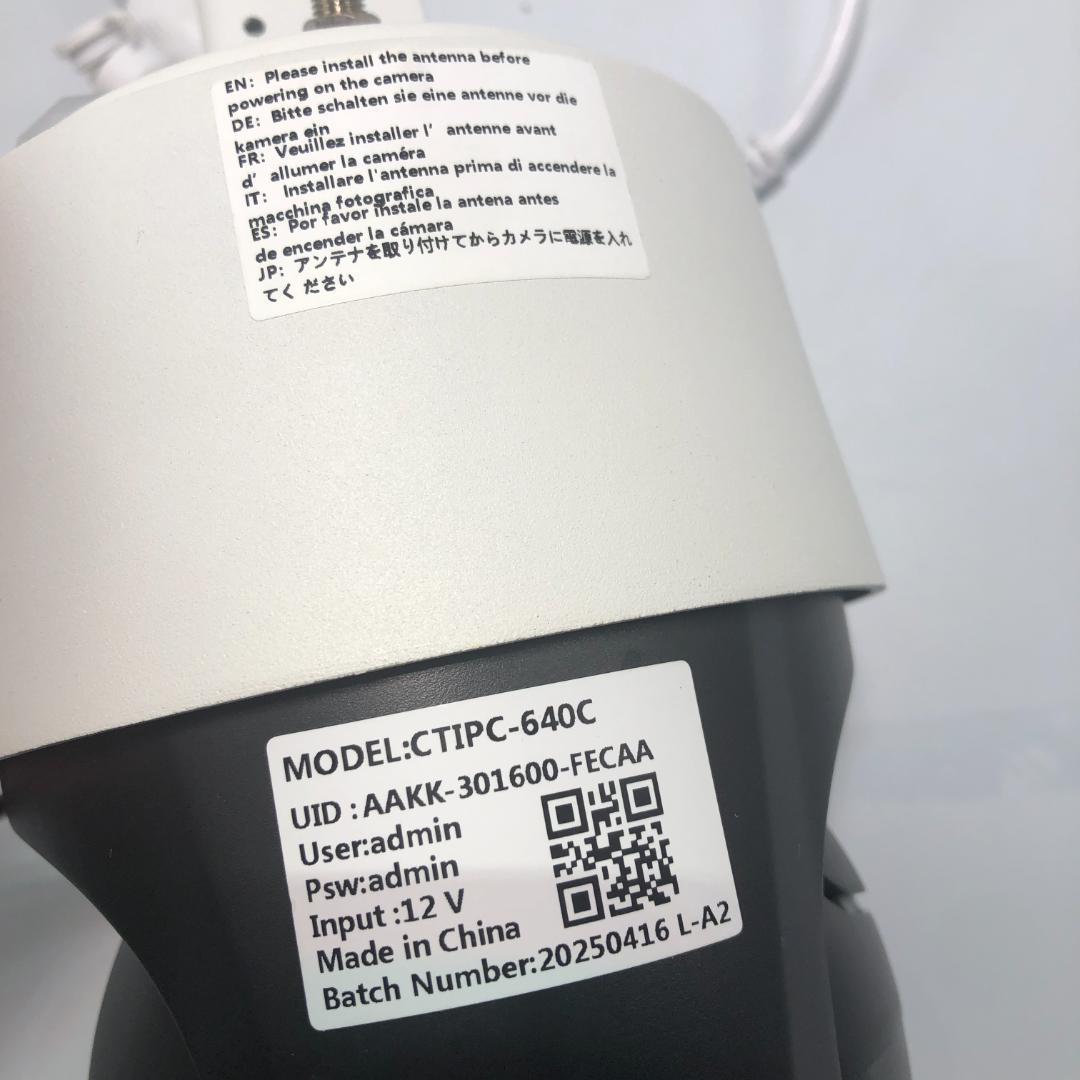 EN: Please install the antenna before
powering on the camera
DE: Bitte schalten sie eine antenne vor die
kamera ein
FR: Veuillez installer l' antenne avant
d' allumer la caméra
IT: Installare l'antenna prima di accendere la
macchina fotografica
ES: Por favor instale la antena antes
de encender la cámara
JP: アンテナを取り付けてからカメラに電源を入れ
てく ださい
MODEL:CTIPC-640C
UID :AAKK-301600-FECAA
User:admin
Psw:admin
Input :12 V
Made in China
Batch Number:20250416 L-A2